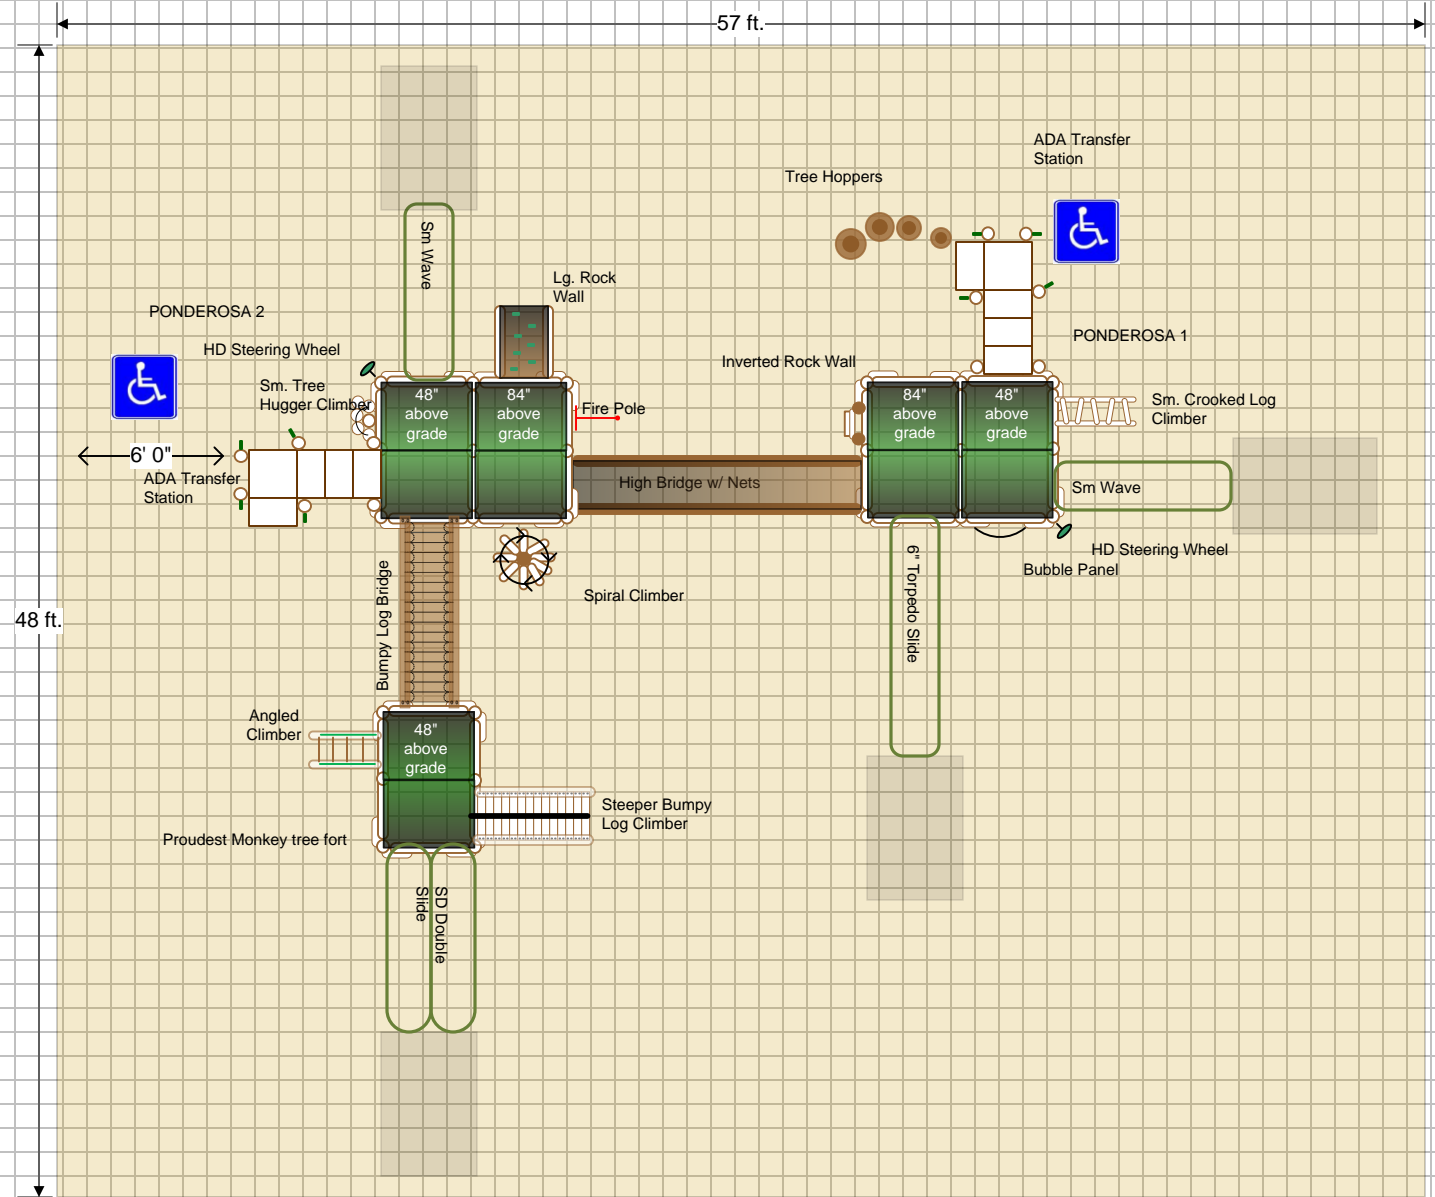 57 ft.
ADA Transfer
Station
Tree Hoppers
Sm Wave
Lg. Rock
Wall
PONDEROSA 2
PONDEROSA 1
HD Steering Wheel
Inverted Rock Wall
Sm. Tree
Hugger Climber
48"
above
grade
84"
above
grade
Fire Pole
84"
above
grade
48"
above
grade
Sm. Crooked Log
Climber
6' 0"
ADA Transfer
Station
High Bridge w/ Nets
Sm Wave
HD Steering Wheel
Bubble Panel
6" Torpedo Slide
Spiral Climber
Bumpy Log Bridge
48 ft.
Angled
Climber
48"
above
grade
Steeper Bumpy
Log Climber
Proudest Monkey tree fort
SD Double
Slide